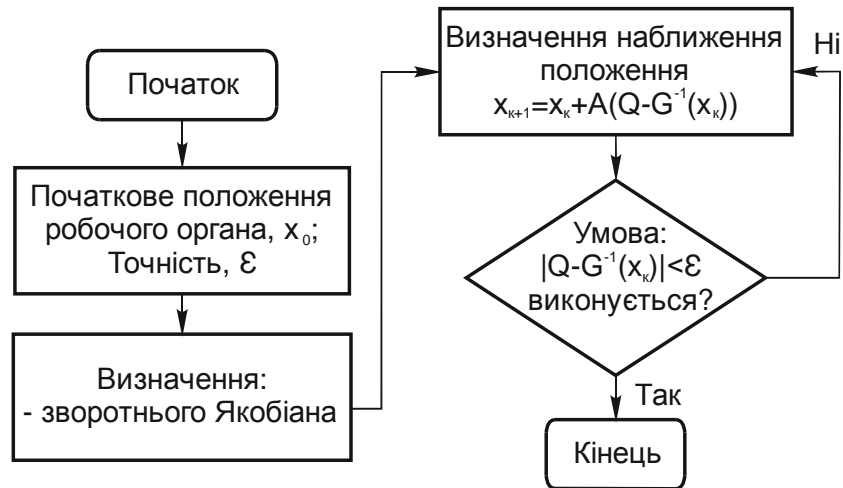 Початок
Початкове положення
робочого органа, x₀;
Точність, Ɛ
Визначення:
- зворотнього Якобіана
Визначення наближення
положення
xₖ₊₁=xₖ+A(Q-G⁻¹(xₖ))
Ні
Умова:
|Q-G⁻¹(xₖ)|<Ɛ
виконується?
Так
Кінець